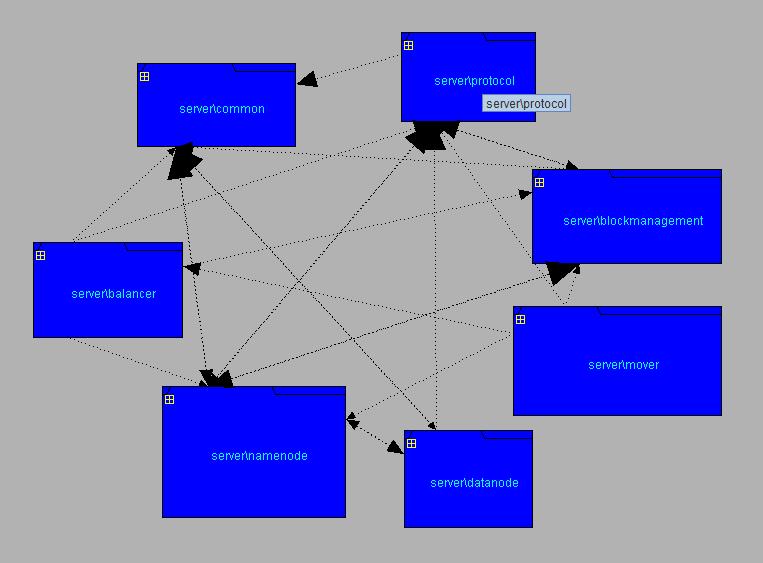 server\protocol
server\common
server\protocol
server\blockmanagement
server\balancer
server\mover
server\namenode
server\datanode